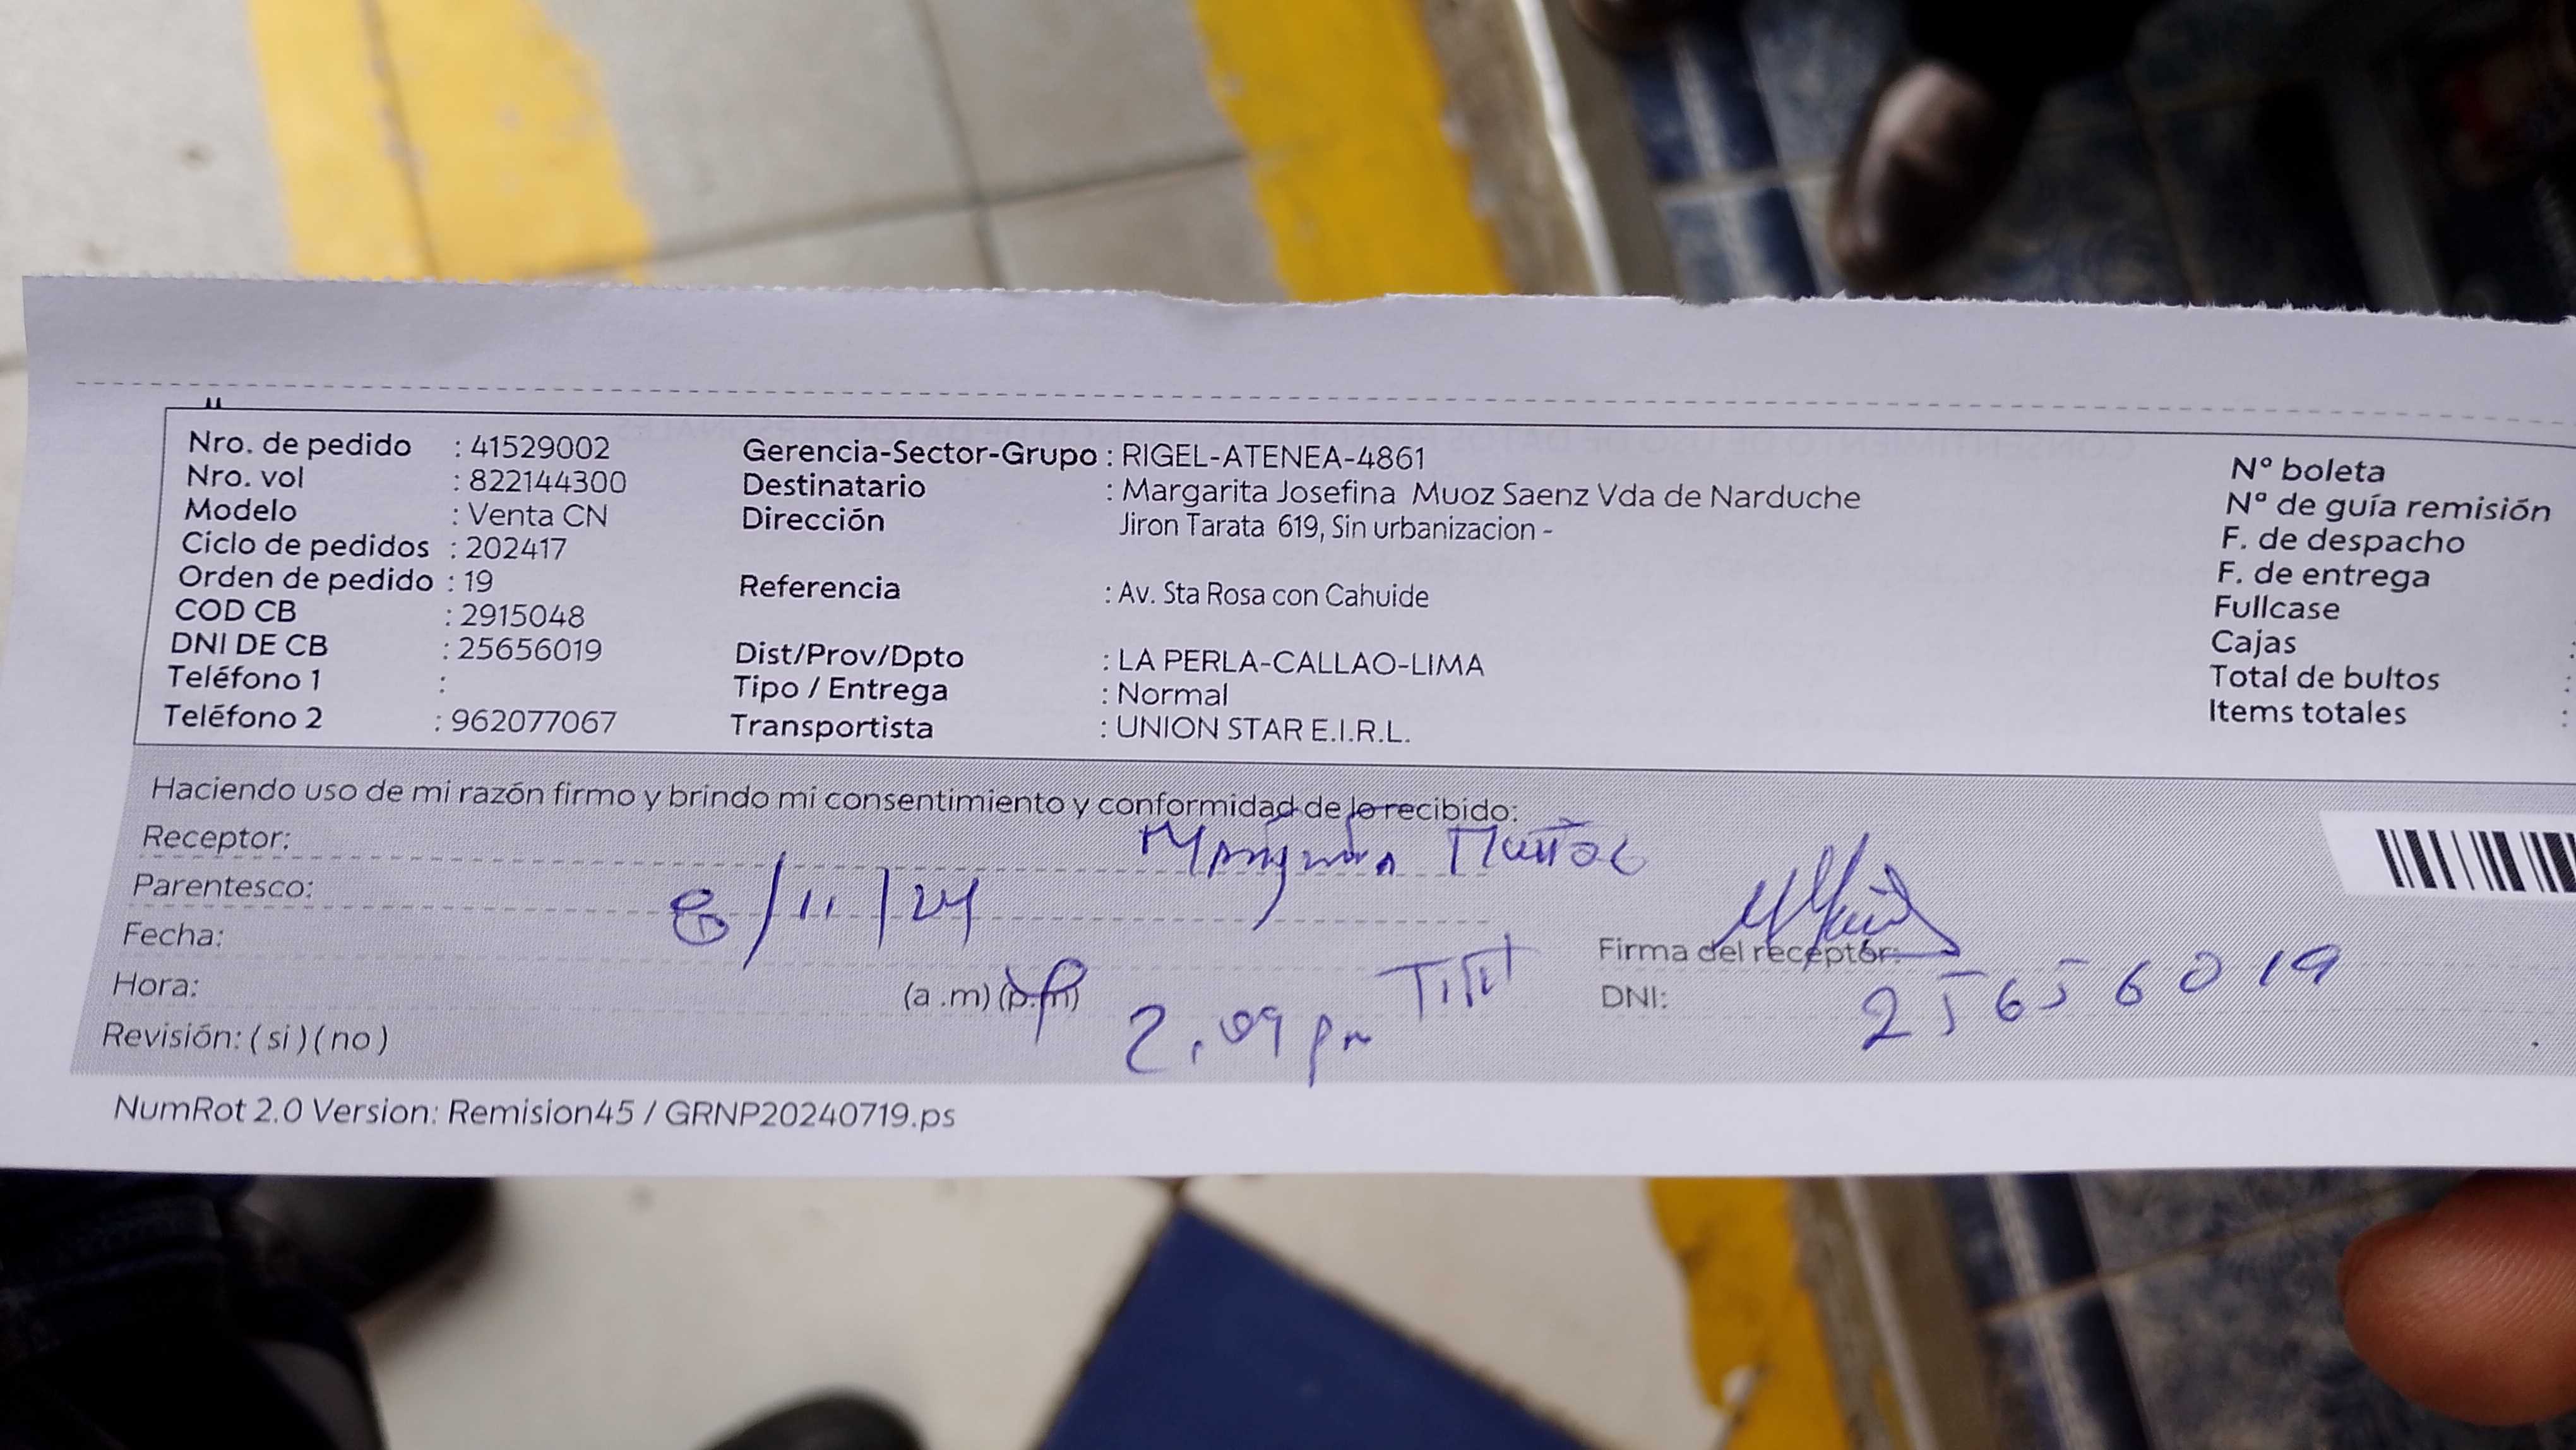 Nro. de pedido : 41529002
Nro. vol : 822144300
Modelo : Venta CN
Ciclo de pedidos : 202417
Orden de pedido : 19
COD CB : 2915048
DNI DE CB : 25656019
Teléfono 1 :
Teléfono 2 : 962077067
Gerencia-Sector-Grupo : RIGEL-ATENEA-4861
Destinatario : Margarita Josefina Muoz Saenz Vda de Narduche
Dirección Jiron Tarata 619, Sin urbanizacion -
Referencia : Av. Sta Rosa con Cahuide
Dist/Prov/Dpto : LA PERLA-CALLAO-LIMA
Tipo / Entrega : Normal
Transportista : UNION STAR E.I.R.L.
N° boleta
N° de guía remisión
F. de despacho
F. de entrega
Fullcase
Cajas :
Total de bultos :
Items totales :
Haciendo uso de mi razón firmo y brindo mi consentimiento y conformidad de lo recibido:
Receptor: Muñoz
Parentesco:
Fecha: 8/11/24
Hora: (a .m) (p.m) 2.09 pm TITIT
Revisión: ( si ) ( no )
Firma del receptor:
DNI: 25656019
NumRot 2.0 Version: Remision45 / GRNP20240719.ps